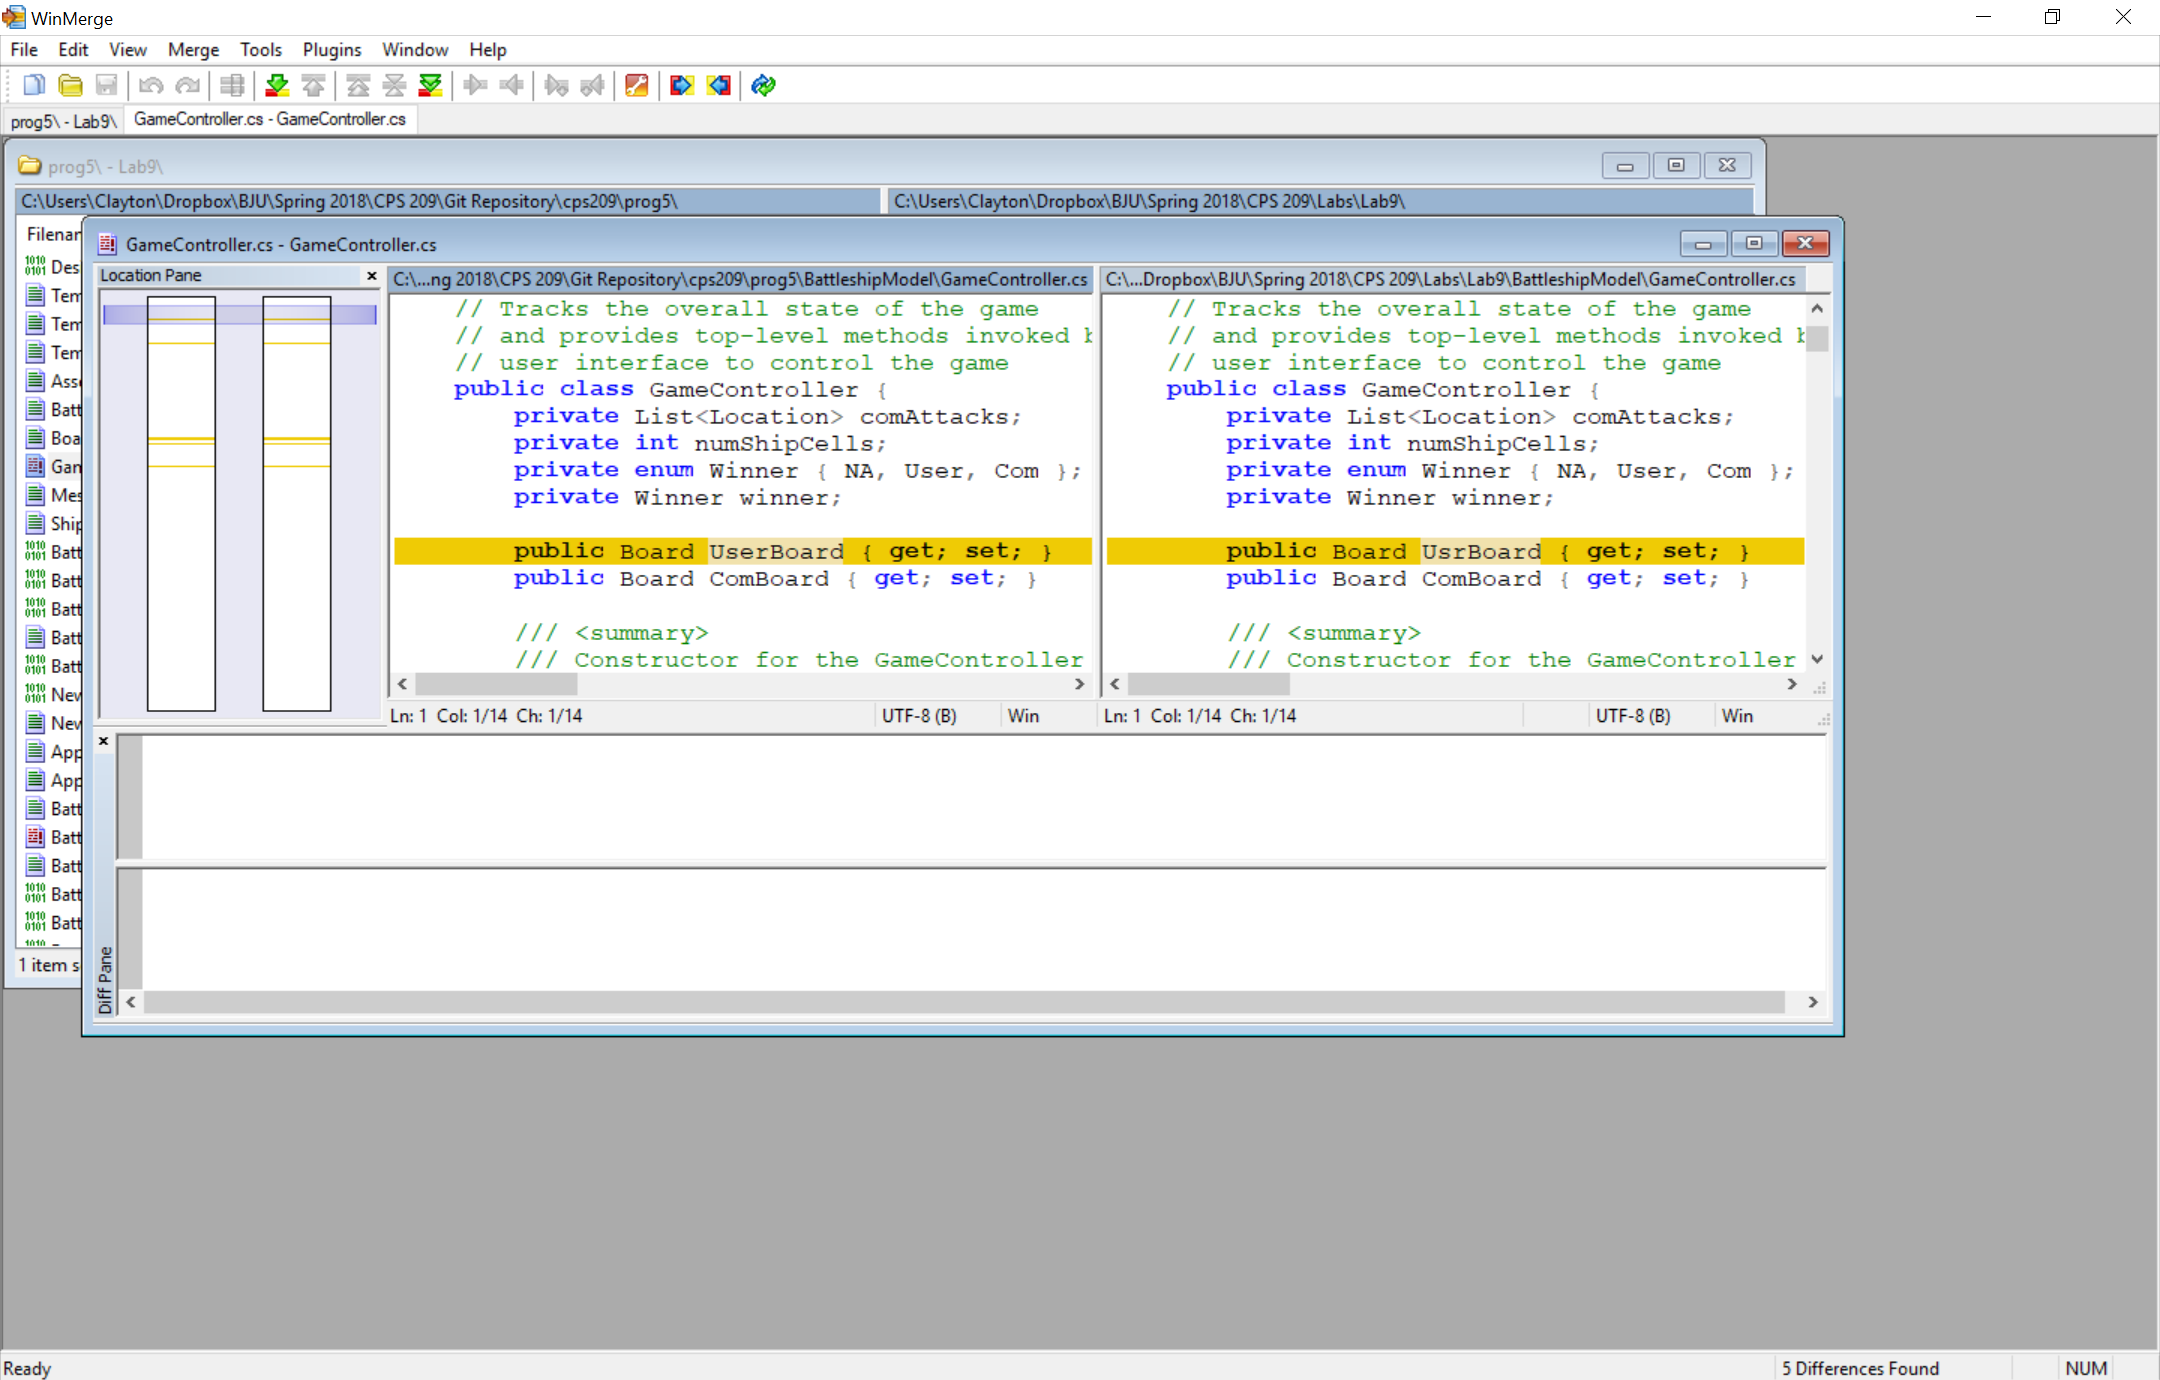 WinMerge
File Edit View Merge Tools Plugins Window Help
prog5\ - Lab9\ GameController.cs - GameController.cs
prog5\ - Lab9\
C:\Users\Clayton\Dropbox\BJU\Spring 2018\CPS 209\Git Repository\cps209\prog5\ C:\Users\Clayton\Dropbox\BJU\Spring 2018\CPS 209\Labs\Lab9\
Filenar
Des
Tem
Tem
Tem
Asse
Batt
Boa
Gan
Mes
Ship
Batt
Batt
Batt
Batt
Batt
New
New
App
App
Batt
Batt
Batt
Batt
Batt
1 item s
GameController.cs - GameController.cs
Location Pane
C:\...ng 2018\CPS 209\Git Repository\cps209\prog5\BattleshipModel\GameController.cs
// Tracks the overall state of the game
// and provides top-level methods invoked
// user interface to control the game
public class GameController {
private List<Location> comAttacks;
private int numShipCells;
private enum Winner { NA, User, Com };
private Winner winner;
public Board UserBoard { get; set; }
public Board ComBoard { get; set; }
/// <summary>
/// Constructor for the GameController
Ln: 1 Col: 1/14 Ch: 1/14 UTF-8 (B) Win
C:\...Dropbox\BJU\Spring 2018\CPS 209\Labs\Lab9\BattleshipModel\GameController.cs
// Tracks the overall state of the game
// and provides top-level methods invoked
// user interface to control the game
public class GameController {
private List<Location> comAttacks;
private int numShipCells;
private enum Winner { NA, User, Com };
private Winner winner;
public Board UsrBoard { get; set; }
public Board ComBoard { get; set; }
/// <summary>
/// Constructor for the GameController
Ln: 1 Col: 1/14 Ch: 1/14 UTF-8 (B) Win
Diff Pane
Ready 5 Differences Found NUM